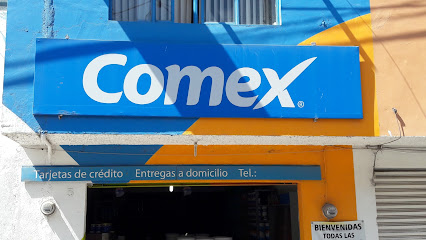 Comex®
Tarjetas de crédito Entregas a domicilio Tel.:
BIENVENIDAS
TODAS LAS